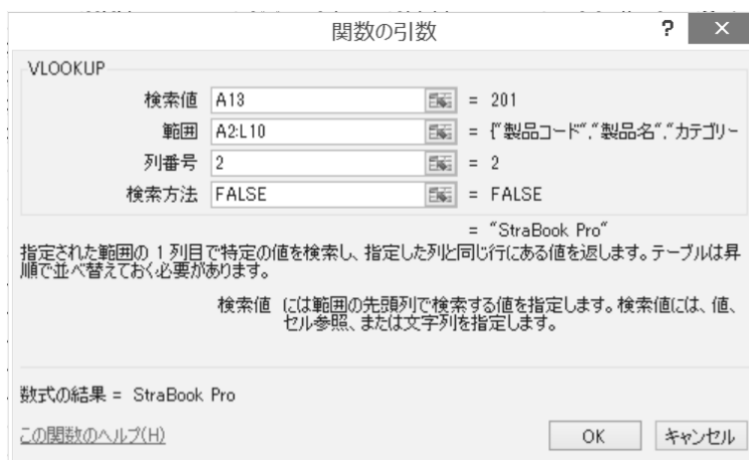 関数の引数 ? ×
VLOOKUP
検索値 A13 = 201
範囲 A2:L10 = {"製品コード","製品名","カテゴリー
列番号 2 = 2
検索方法 FALSE = FALSE
= "StraBook Pro"
指定された範囲の 1 列目で特定の値を検索し、指定した列と同じ行にある値を返します。テーブルは昇
順で並べ替えておく必要があります。
検索値 には範囲の先頭列で検索する値を指定します。検索値には、値、
セル参照、または文字列を指定します。
数式の結果 = StraBook Pro
この関数のヘルプ(H) OK キャンセル